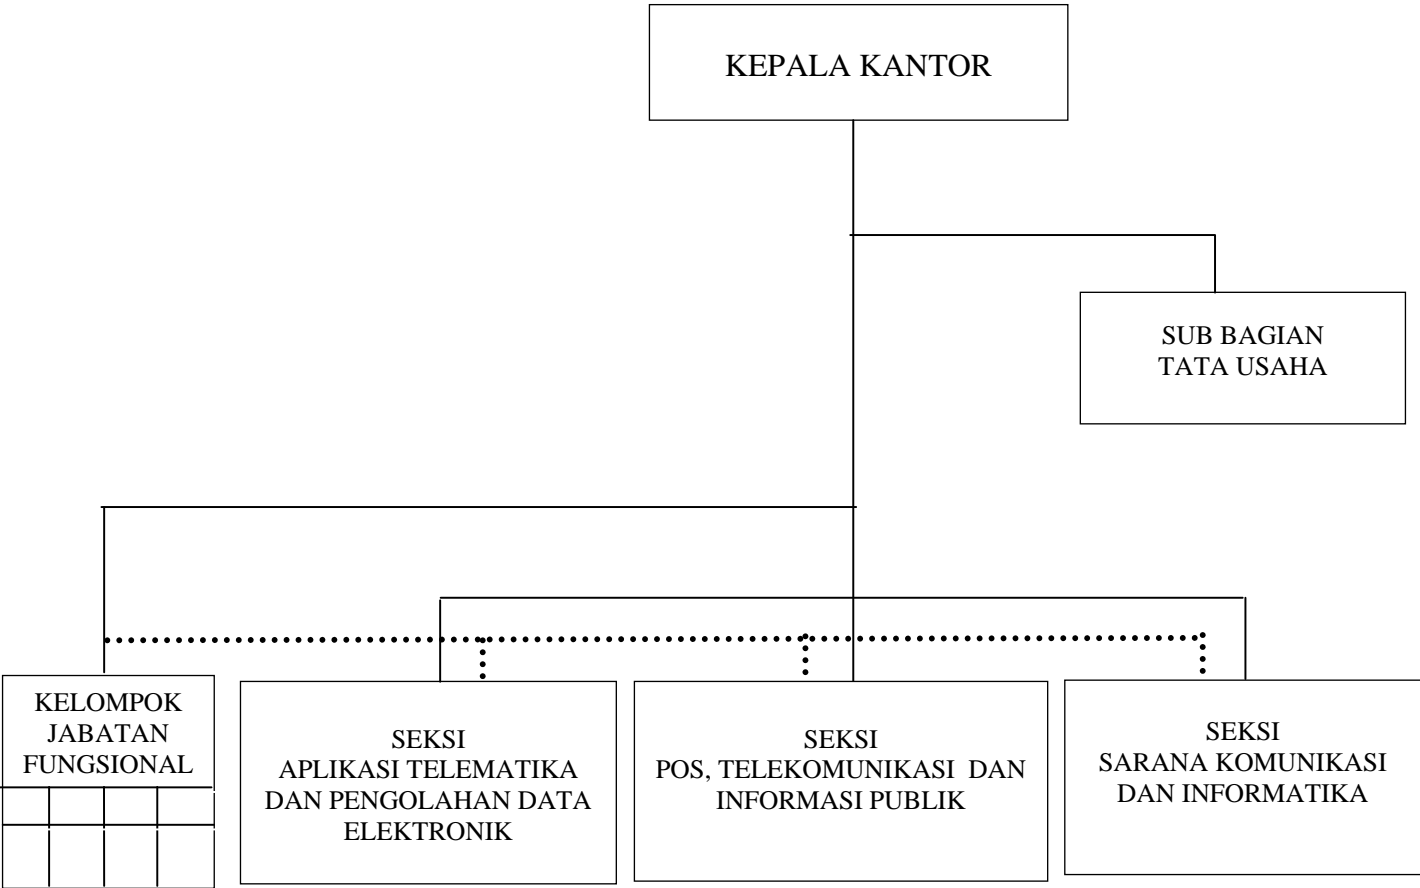 KEPALA KANTOR
SUB BAGIAN
TATA USAHA
KELOMPOK
JABATAN
FUNGSIONAL
SEKSI
APLIKASI TELEMATIKA
DAN PENGOLAHAN DATA
ELEKTRONIK
SEKSI
POS, TELEKOMUNIKASI DAN
INFORMASI PUBLIK
SEKSI
SARANA KOMUNIKASI
DAN INFORMATIKA